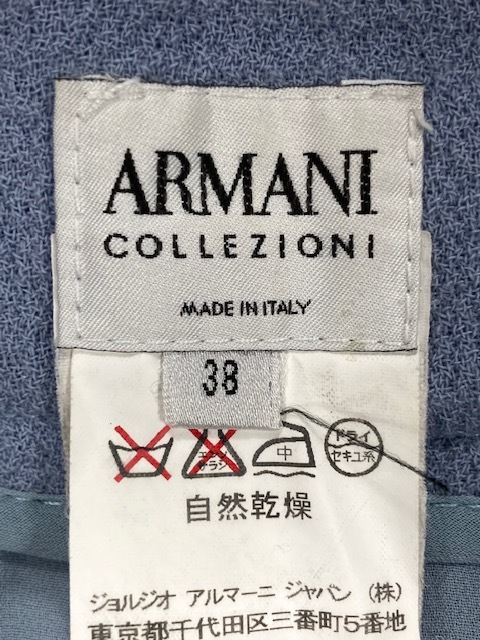 ARMANI
COLLEZIONI
MADE IN ITALY
38
エンソ サラシ 中 ドライ セキユ系
自然乾燥
ジョルジオ アルマーニ ジャパン (株)
東京都千代田区三番町5番地